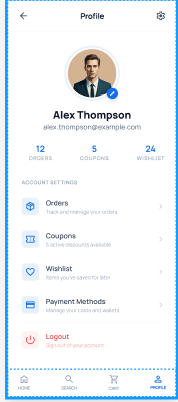 Profile
Alex Thompson
alex.thompson@example.com
12 5 24
ORDERS COUPONS WISHLIST
ACCOUNT SETTINGS
Orders
Track and manage your orders
Coupons
5 active discounts available
Wishlist
Items you've saved for later
Payment Methods
Manage your cards and wallets
Logout
Sign out of your account
HOME SEARCH CART PROFILE